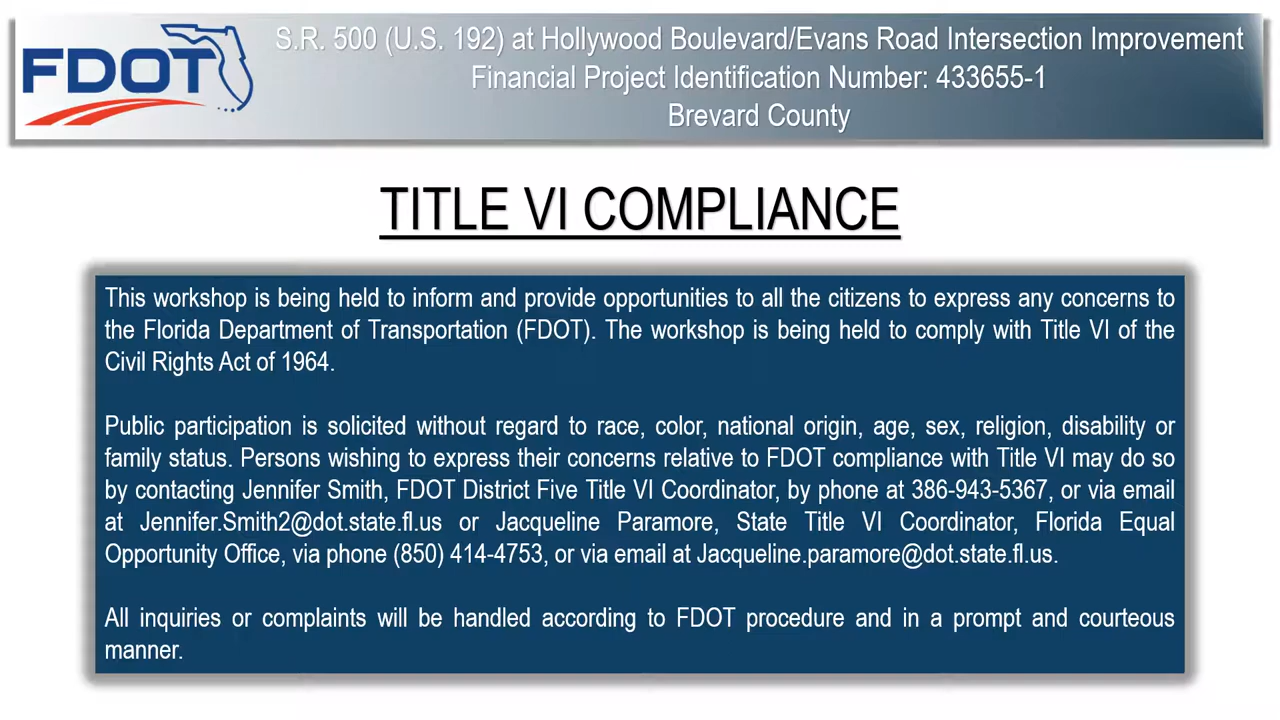 FDOT
S.R. 500 (U.S. 192) at Hollywood Boulevard/Evans Road Intersection Improvement
Financial Project Identification Number: 433655-1
Brevard County
TITLE VI COMPLIANCE
This workshop is being held to inform and provide opportunities to all the citizens to express any concerns to
the Florida Department of Transportation (FDOT). The workshop is being held to comply with Title VI of the
Civil Rights Act of 1964.
Public participation is solicited without regard to race, color, national origin, age, sex, religion, disability or
family status. Persons wishing to express their concerns relative to FDOT compliance with Title VI may do so
by contacting Jennifer Smith, FDOT District Five Title VI Coordinator, by phone at 386-943-5367, or via email
at Jennifer.Smith2@dot.state.fl.us or Jacqueline Paramore, State Title VI Coordinator, Florida Equal
Opportunity Office, via phone (850) 414-4753, or via email at Jacqueline.paramore@dot.state.fl.us.
All inquiries or complaints will be handled according to FDOT procedure and in a prompt and courteous
manner.